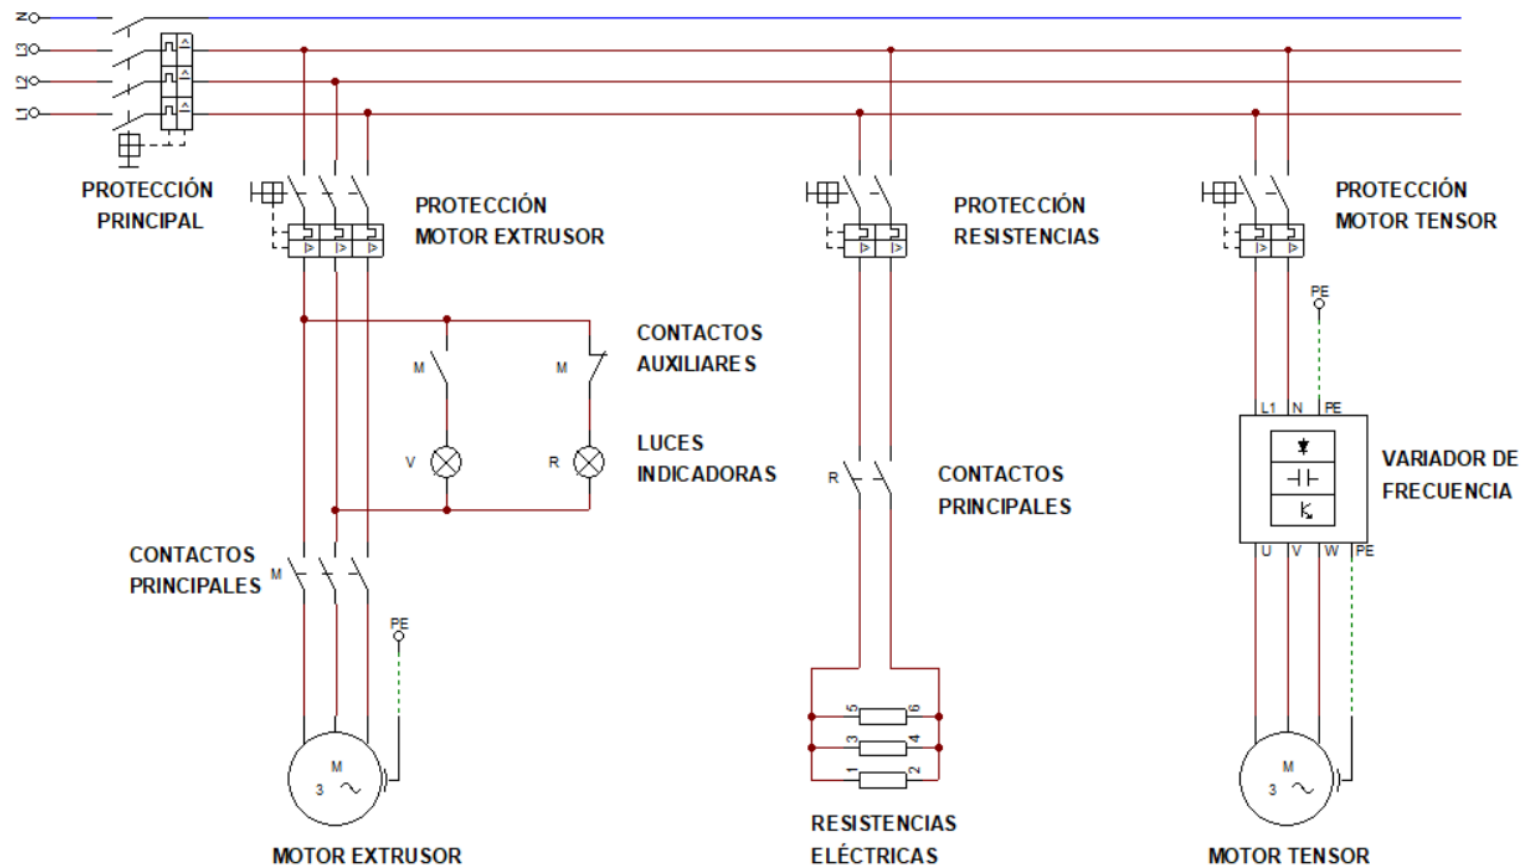 N
L3
L2
L1
PROTECCIÓN
PRINCIPAL
PROTECCIÓN
MOTOR EXTRUSOR
PROTECCIÓN
RESISTENCIAS
PROTECCIÓN
MOTOR TENSOR
PE
CONTACTOS
AUXILIARES
M
M
LUCES
INDICADORAS
V
R
L1 N PE
VARIADOR DE
FRECUENCIA
U V W PE
R
CONTACTOS
PRINCIPALES
CONTACTOS
PRINCIPALES
M
PE
5 6
3 4
1 2
M
3
M
3
MOTOR EXTRUSOR
RESISTENCIAS
ELÉCTRICAS
MOTOR TENSOR